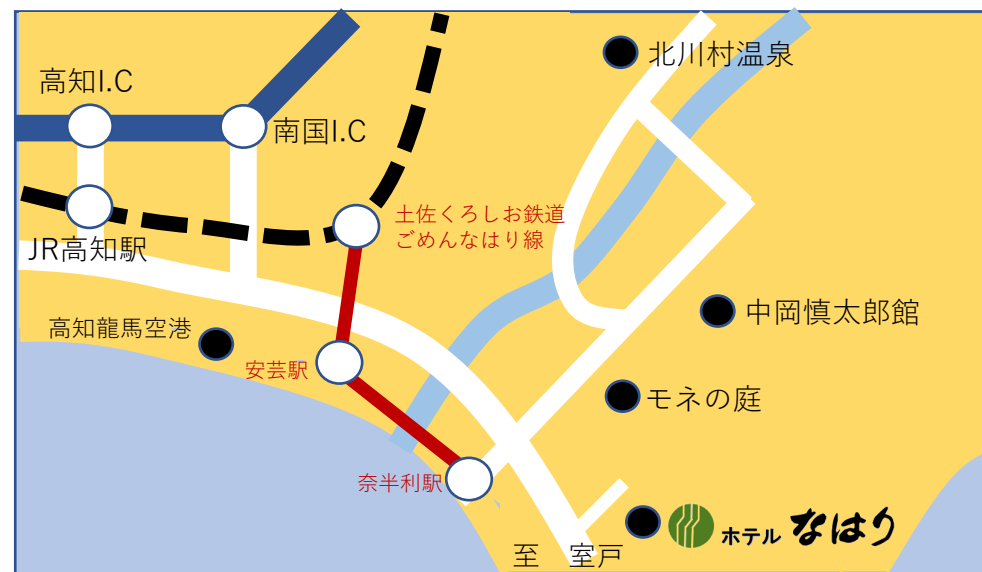 北川村温泉
高知I.C
南国I.C
土佐くろしお鉄道
ごめんなはり線
JR高知駅
中岡慎太郎館
高知龍馬空港
安芸駅
モネの庭
奈半利駅
ホテル なはり
至 室戸